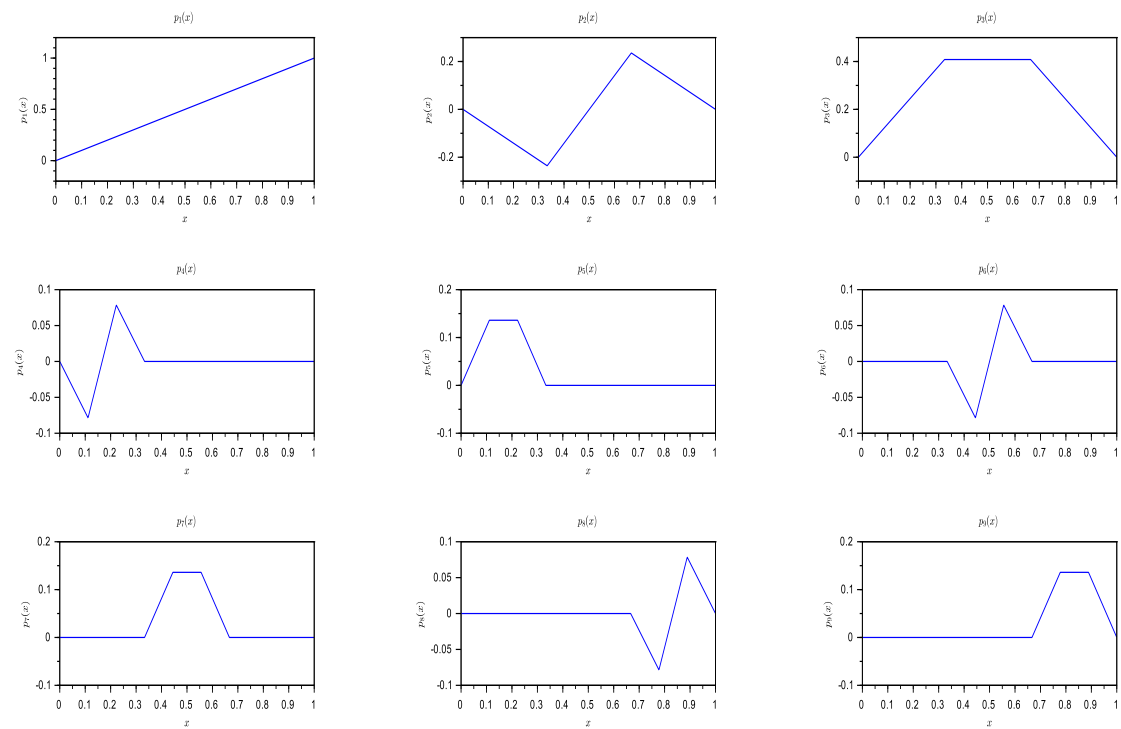 p₁(x) p₂(x) p₃(x)
p₁(x) 1 0.5 0
p₂(x) 0.2 0 -0.2
p₃(x) 0.4 0.2 0
0 0.1 0.2 0.3 0.4 0.5 0.6 0.7 0.8 0.9 1
0 0.1 0.2 0.3 0.4 0.5 0.6 0.7 0.8 0.9 1
0 0.1 0.2 0.3 0.4 0.5 0.6 0.7 0.8 0.9 1
x x x
p₄(x) p₅(x) p₆(x)
p₄(x) 0.1 0.05 0 -0.05 -0.1
p₅(x) 0.2 0.1 0 -0.1
p₆(x) 0.1 0.05 0 -0.05 -0.1
0 0.1 0.2 0.3 0.4 0.5 0.6 0.7 0.8 0.9 1
0 0.1 0.2 0.3 0.4 0.5 0.6 0.7 0.8 0.9 1
0 0.1 0.2 0.3 0.4 0.5 0.6 0.7 0.8 0.9 1
x x x
p₇(x) p₈(x) p₉(x)
p₇(x) 0.2 0.1 0 -0.1
p₈(x) 0.1 0.05 0 -0.05 -0.1
p₉(x) 0.2 0.1 0 -0.1
0 0.1 0.2 0.3 0.4 0.5 0.6 0.7 0.8 0.9 1
0 0.1 0.2 0.3 0.4 0.5 0.6 0.7 0.8 0.9 1
0 0.1 0.2 0.3 0.4 0.5 0.6 0.7 0.8 0.9 1
x x x